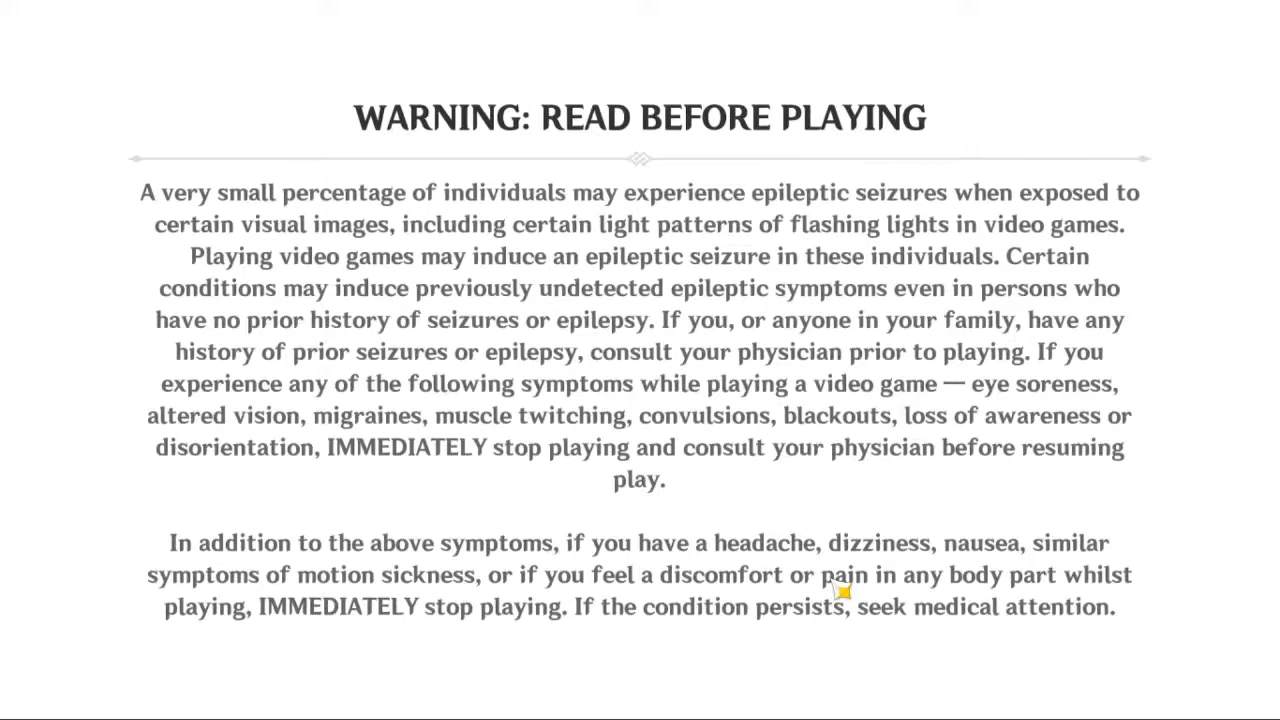 WARNING: READ BEFORE PLAYING
A very small percentage of individuals may experience epileptic seizures when exposed to
certain visual images, including certain light patterns of flashing lights in video games.
Playing video games may induce an epileptic seizure in these individuals. Certain
conditions may induce previously undetected epileptic symptoms even in persons who
have no prior history of seizures or epilepsy. If you, or anyone in your family, have any
history of prior seizures or epilepsy, consult your physician prior to playing. If you
experience any of the following symptoms while playing a video game — eye soreness,
altered vision, migraines, muscle twitching, convulsions, blackouts, loss of awareness or
disorientation, IMMEDIATELY stop playing and consult your physician before resuming
play.
In addition to the above symptoms, if you have a headache, dizziness, nausea, similar
symptoms of motion sickness, or if you feel a discomfort or pain in any body part whilst
playing, IMMEDIATELY stop playing. If the condition persists, seek medical attention.